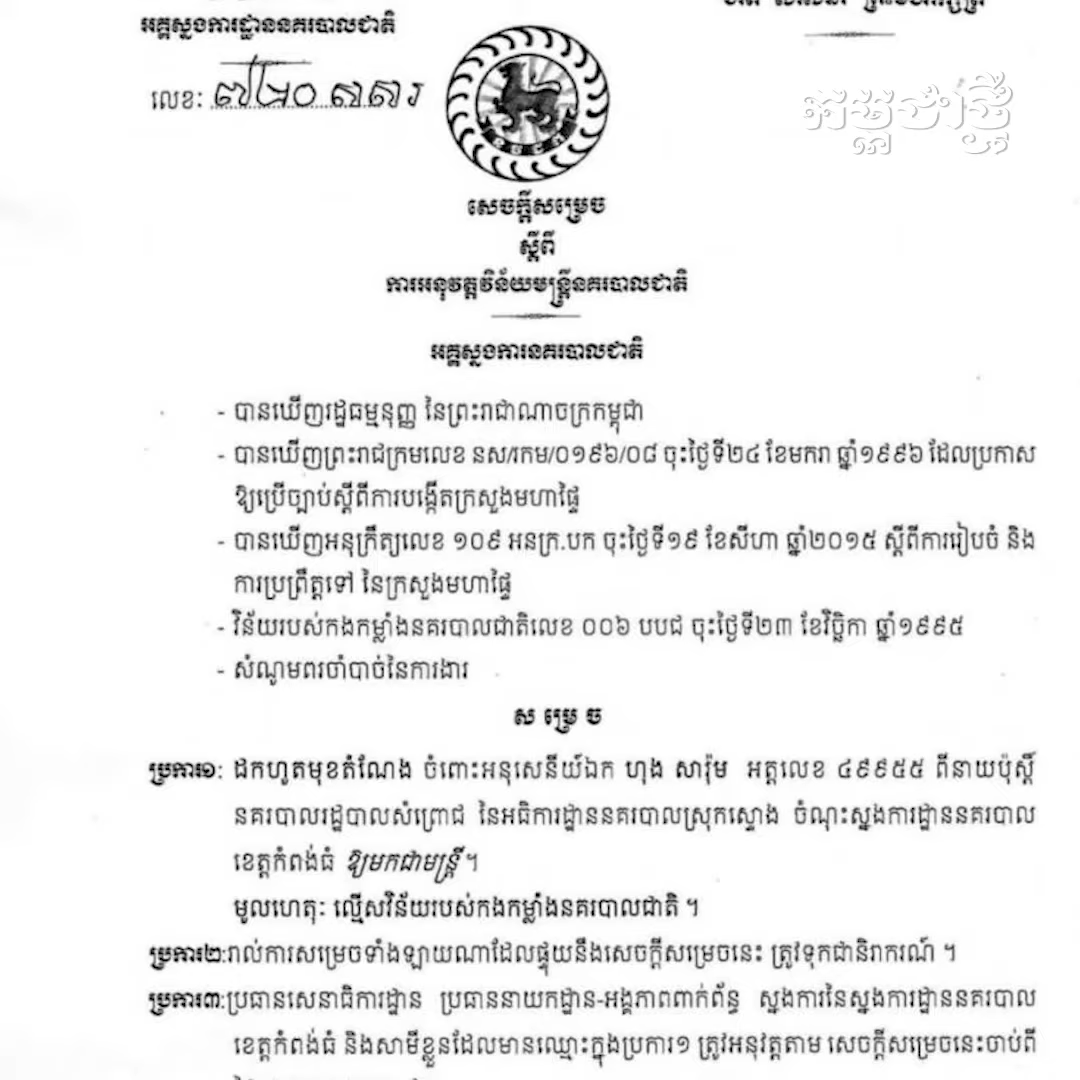 ជាតិ សាសនា ព្រះមហាក្សត្រ
អគ្គស្នងការដ្ឋាននគរបាលជាតិ
លេខ: ៧៤០
សេចក្តីសម្រេច
ស្តីពី
ការអនុវត្តវិន័យមន្ត្រីនគរបាលជាតិ
អគ្គស្នងការនគរបាលជាតិ
- បានឃើញរដ្ឋធម្មនុញ្ញ នៃព្រះរាជាណាចក្រកម្ពុជា
- បានឃើញព្រះរាជក្រមលេខ នស/រកម/០១៩៦/០៨ ចុះថ្ងៃទី២៤ ខែមករា ឆ្នាំ១៩៩៦ ដែលប្រកាស
ឱ្យប្រើច្បាប់ស្តីពីការបង្កើតក្រសួងមហាផ្ទៃ
- បានឃើញអនុក្រឹត្យលេខ ១០៩ អនក្រ.បក ចុះថ្ងៃទី១៩ ខែសីហា ឆ្នាំ២០១៥ ស្តីពីការរៀបចំ និង
ការប្រព្រឹត្តទៅ នៃក្រសួងមហាផ្ទៃ
- វិន័យរបស់កងកម្លាំងនគរបាលជាតិលេខ ០០៦ បបជ ចុះថ្ងៃទី២៣ ខែវិច្ឆិកា ឆ្នាំ១៩៩៥
- សំណូមពរចាំបាច់នៃការងារ
ស ម្រេ ច
ប្រការ១: ដកហូតមុខតំណែង ចំពោះអនុសេនីយ៍ឯក ហុង សារ៉ុម អត្តលេខ ៤៩៩៥៥ ពីនាយប៉ុស្តិ៍
នគរបាលរដ្ឋបាលសំព្រោជ នៃអធិការដ្ឋាននគរបាលស្រុកស្ទោង ចំណុះស្នងការដ្ឋាននគរបាល
ខេត្តកំពង់ធំ ឱ្យមកជាមន្ត្រី ។
មូលហេតុ: ល្មើសវិន័យរបស់កងកម្លាំងនគរបាលជាតិ ។
ប្រការ២:រាល់ការសម្រេចទាំងឡាយណាដែលផ្ទុយនឹងសេចក្តីសម្រេចនេះ ត្រូវទុកជានិរាករណ៍ ។
ប្រការ៣:ប្រធានសេនាធិការដ្ឋាន ប្រធាននាយកដ្ឋាន-អង្គភាពពាក់ព័ន្ធ ស្នងការនៃស្នងការដ្ឋាននគរបាល
ខេត្តកំពង់ធំ និងសាមីខ្លួនដែលមានឈ្មោះក្នុងប្រការ១ ត្រូវអនុវត្តតាម សេចក្តីសម្រេចនេះចាប់ពី